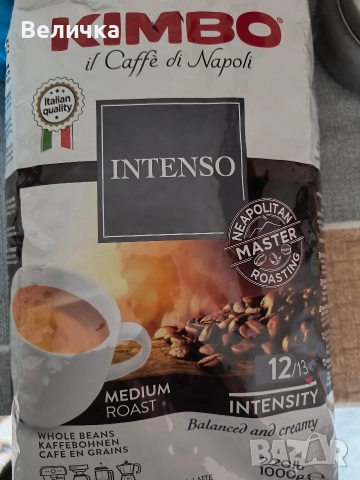 Величка
KIMBO
il Caffè di Napoli
Italian
quality
INTENSO
NEAPOLITAN
MASTER
ROASTING
12/13
INTENSITY
MEDIUM
ROAST
Balanced and creamy
WHOLE BEANS
KAFFEEBOHNEN
CAFÉ EN GRAINS
1000g e
BAZAR